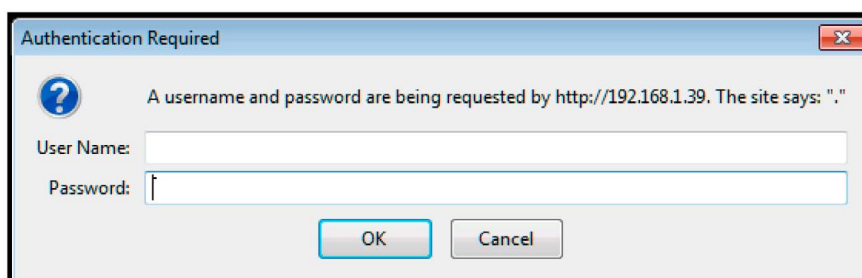 Authentication Required
A username and password are being requested by http://192.168.1.39. The site says: "."
User Name:
Password:
OK Cancel